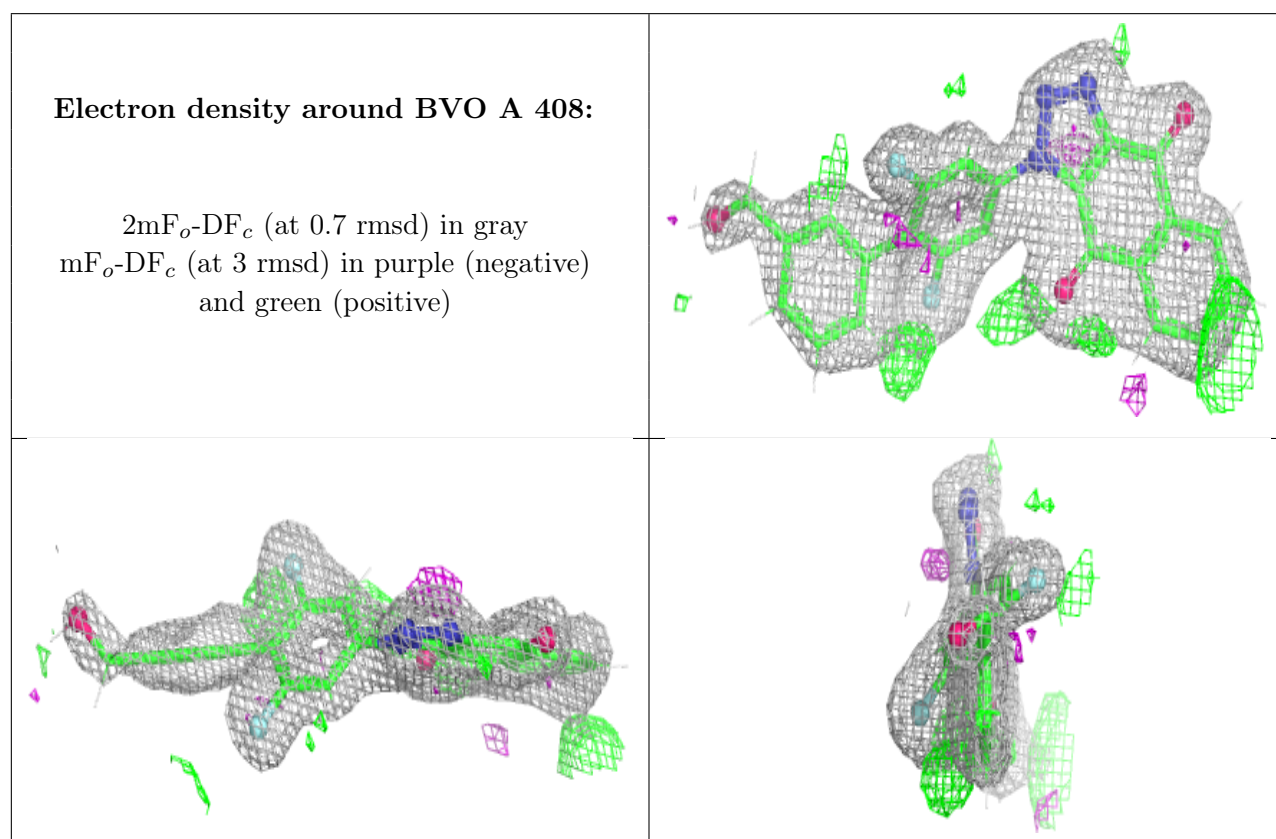 Electron density around BVO A 408:
2mFₒ-DF𝒸 (at 0.7 rmsd) in gray
mFₒ-DF𝒸 (at 3 rmsd) in purple (negative)
and green (positive)